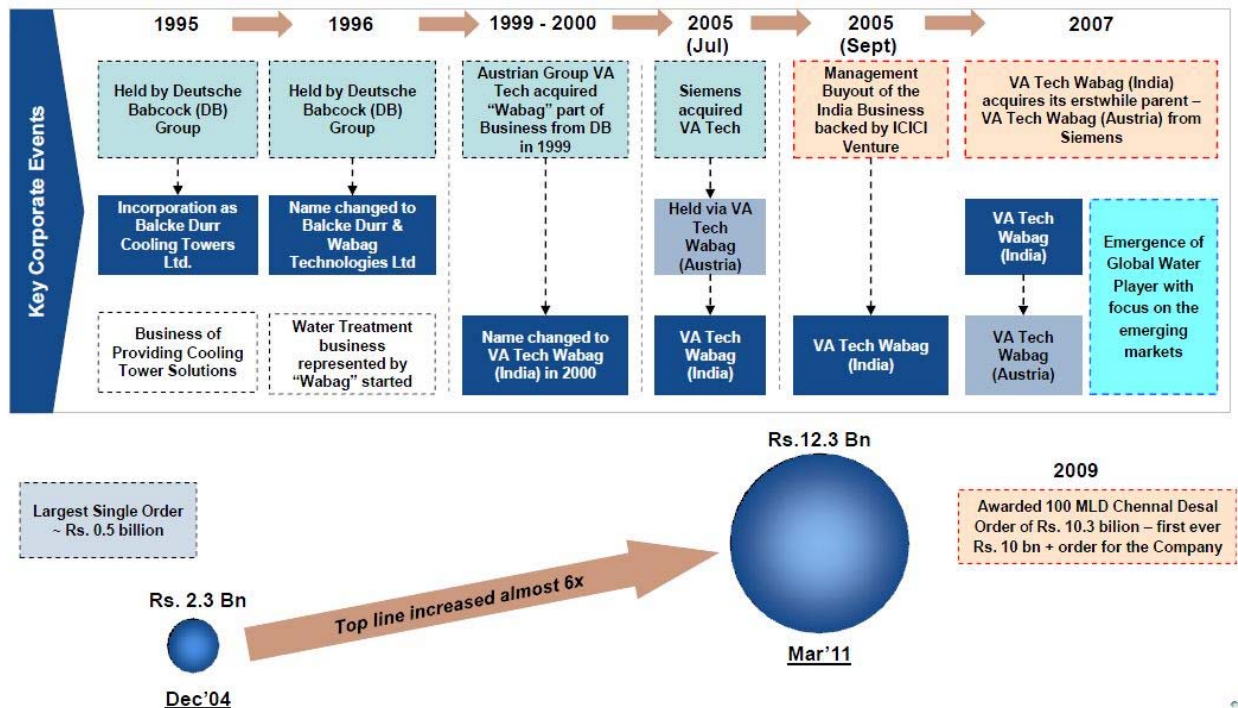 Key Corporate Events
1995
1996
1999 - 2000
2005
(Jul)
2005
(Sept)
2007
Held by Deutsche
Babcock (DB)
Group
Held by Deutsche
Babcock (DB)
Group
Austrian Group VA
Tech acquired
“Wabag” part of
Business from DB
in 1999
Siemens
acquired
VA Tech
Management
Buyout of the
India Business
backed by ICICI
Venture
VA Tech Wabag (India)
acquires its erstwhile parent –
VA Tech Wabag (Austria) from
Siemens
Incorporation as
Balcke Durr
Cooling Towers
Ltd.
Name changed to
Balcke Durr &
Wabag
Technologies Ltd
Held via VA
Tech
Wabag
(Austria)
VA Tech
Wabag
(India)
Emergence of
Global Water
Player with
focus on the
emerging
markets
Business of
Providing Cooling
Tower Solutions
Water Treatment
business
represented by
“Wabag” started
Name changed to
VA Tech Wabag
(India) in 2000
VA Tech
Wabag
(India)
VA Tech Wabag
(India)
VA Tech
Wabag
(Austria)
Rs.12.3 Bn
2009
Largest Single Order
~ Rs. 0.5 billion
Awarded 100 MLD Chennal Desal
Order of Rs. 10.3 bilion – first ever
Rs. 10 bn + order for the Company
Rs. 2.3 Bn
Top line increased almost 6x
Mar’11
Dec’04